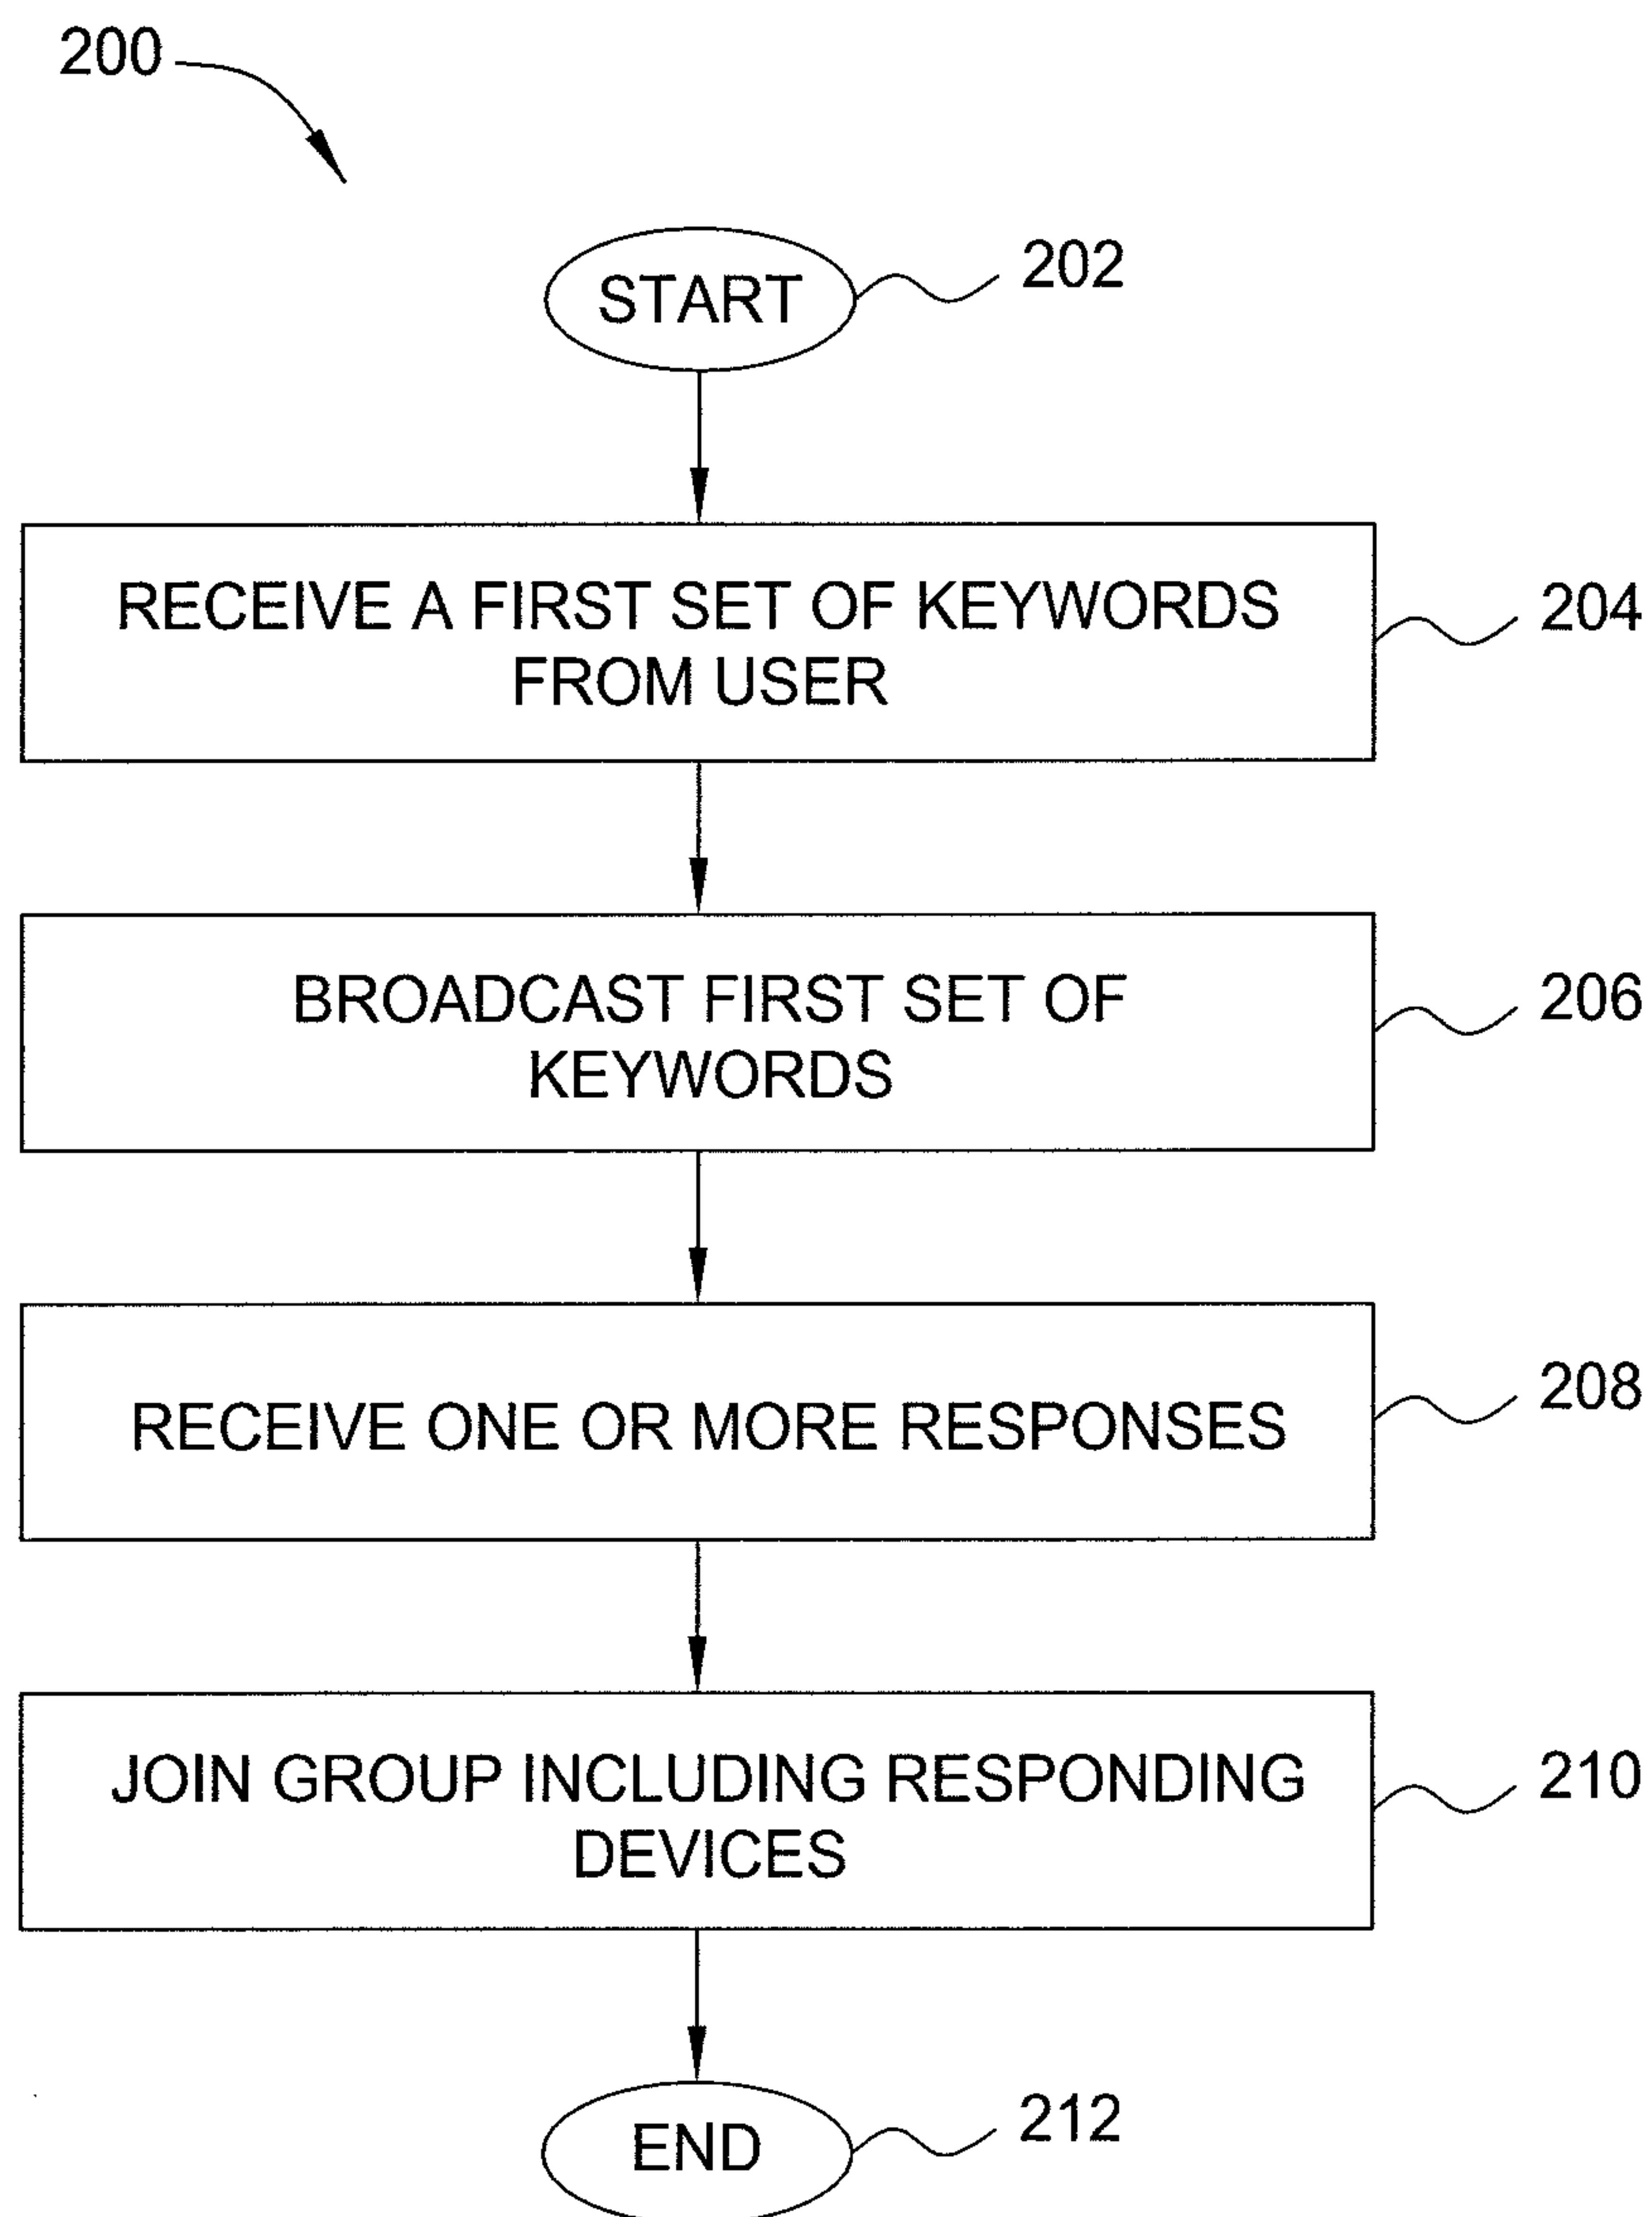 200
START
202
RECEIVE A FIRST SET OF KEYWORDS
FROM USER
204
BROADCAST FIRST SET OF
KEYWORDS
206
RECEIVE ONE OR MORE RESPONSES
208
JOIN GROUP INCLUDING RESPONDING
DEVICES
210
END
212